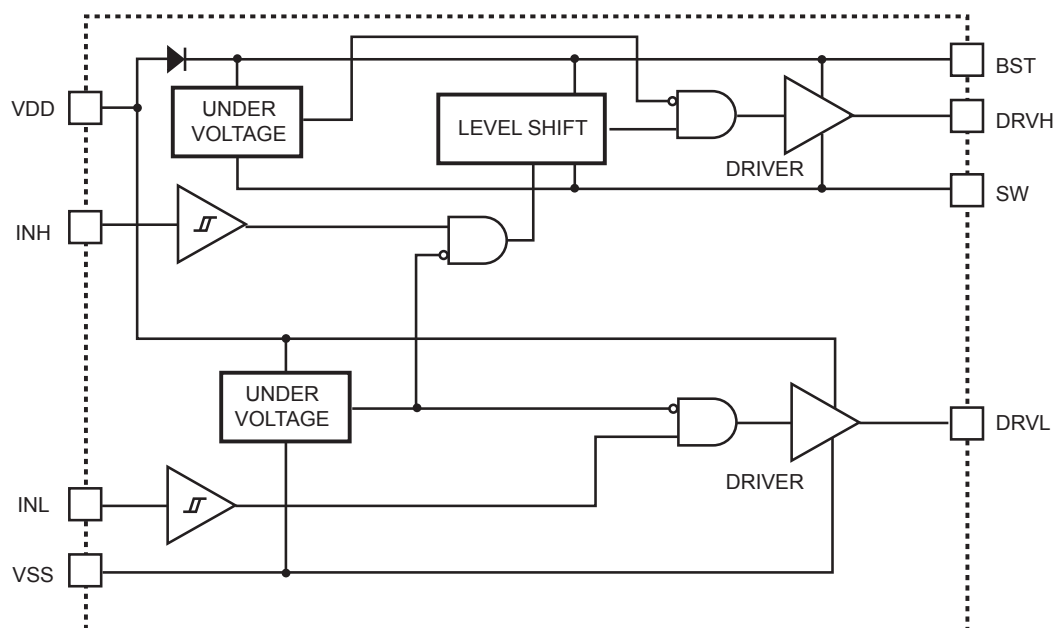 BST
VDD
UNDER
VOLTAGE
LEVEL SHIFT
DRVH
DRIVER
SW
INH
UNDER
VOLTAGE
DRVL
DRIVER
INL
VSS